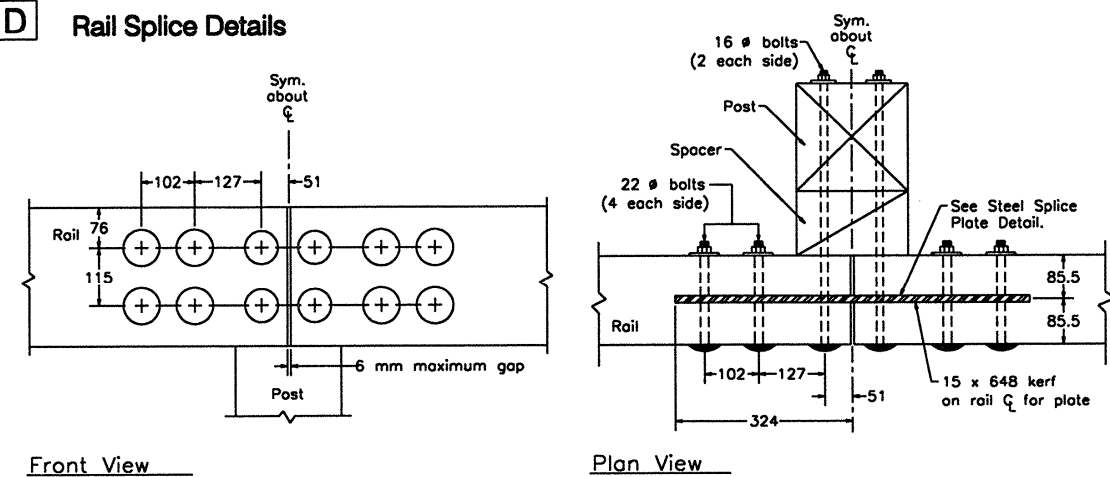 D Rail Splice Details
Sym.
about
℄
102
127
51
Rail
76
115
6 mm maximum gap
Post
Front View
Sym.
about
℄
16 ø bolts
(2 each side)
Post
Spacer
22 ø bolts
(4 each side)
See Steel Splice
Plate Detail.
85.5
85.5
Rail
102
127
51
324
15 x 648 kerf
on rail ℄ for plate
Plan View